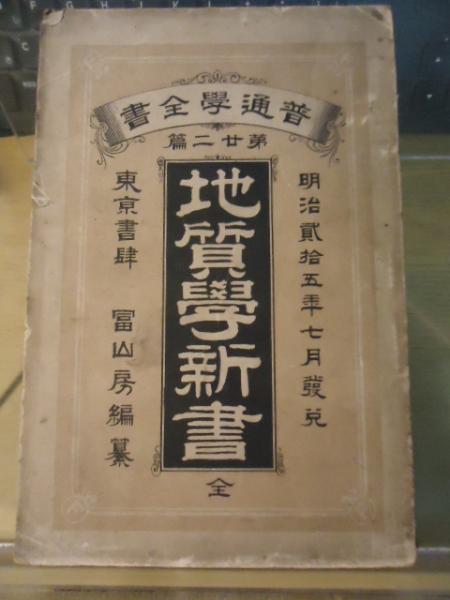 普通學全書
第廿二篇
明治貳拾五年七月發兌
地質學新書
全
東京書肆 冨山房編纂